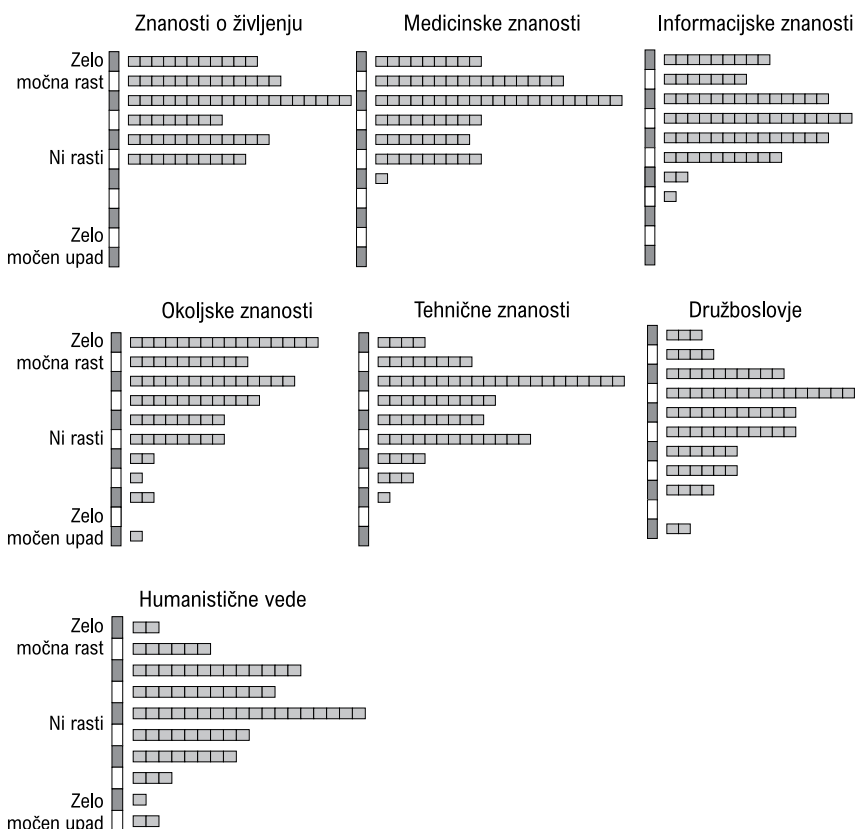 Znanosti o življenju
Medicinske znanosti
Informacijske znanosti
Zelo
močna rast
Ni rasti
Zelo
močen upad
Okoljske znanosti
Tehnične znanosti
Družboslovje
Zelo
močna rast
Ni rasti
Zelo
močen upad
Humanistične vede
Zelo
močna rast
Ni rasti
Zelo
močen upad